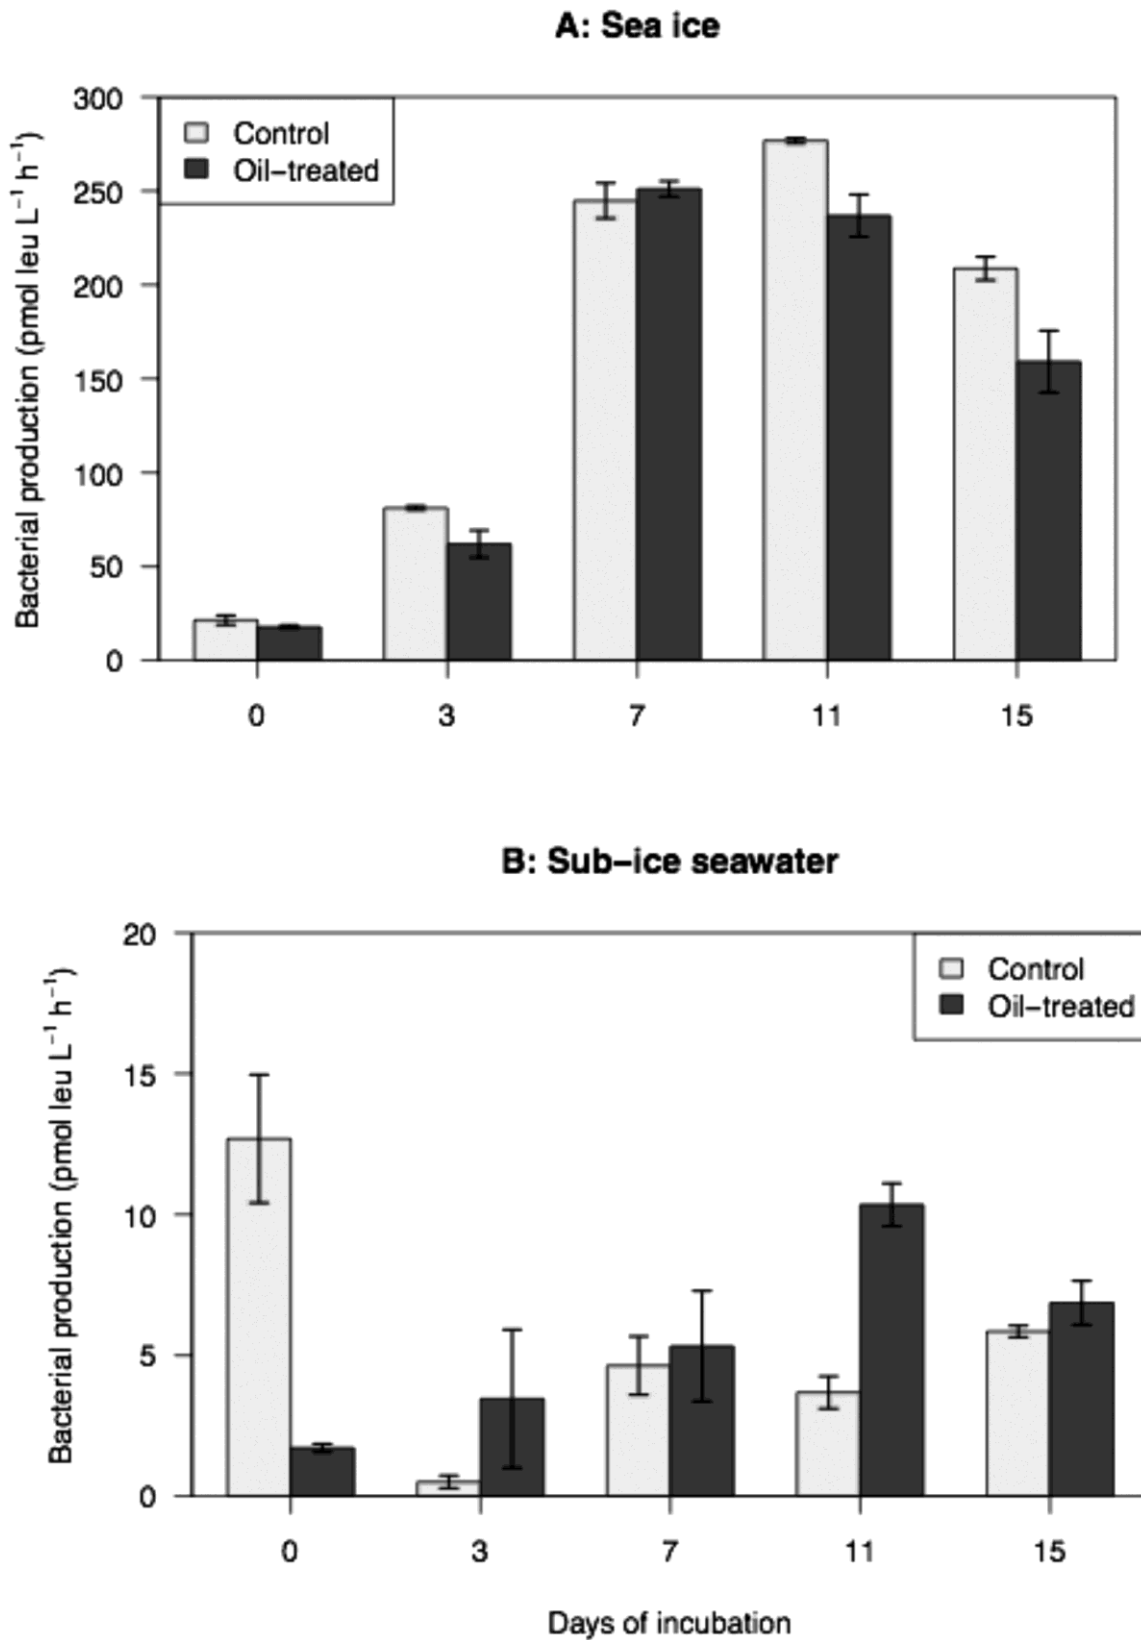 A: Sea ice
Bacterial production (pmol leu L⁻¹ h⁻¹)
300
250
200
150
100
50
0
Control
Oil−treated
0 3 7 11 15
B: Sub−ice seawater
Bacterial production (pmol leu L⁻¹ h⁻¹)
20
15
10
5
0
Control
Oil−treated
0 3 7 11 15
Days of incubation